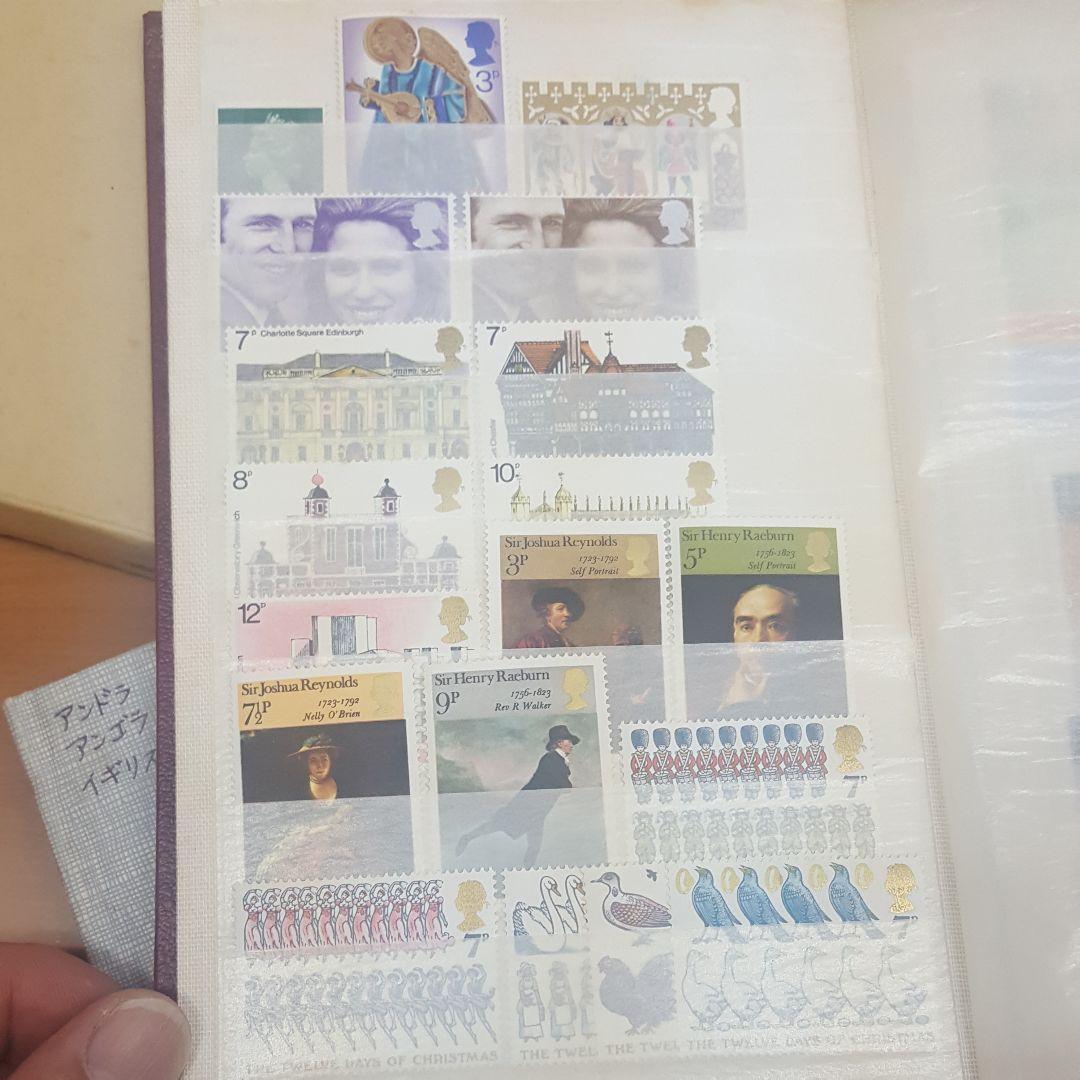 3P
7P Charlotte Square Edinburgh
7P
8P
10P
12P
Sir Joshua Reynolds
1723-1792
3P
Self Portrait
Sir Henry Raeburn
1756-1823
5P
Self Portrait
Sir Joshua Reynolds
1723-1792
7½P
Nelly O'Brien
Sir Henry Raeburn
1756-1823
9P
Rev R Walker
7P
7P
7P
THE TWELVE DAYS OF CHRISTMAS
THE TWEL
THE TWEL
THE TWELVE DAYS OF CHRISTMAS
アンドラ
アンゴラ
イギリス